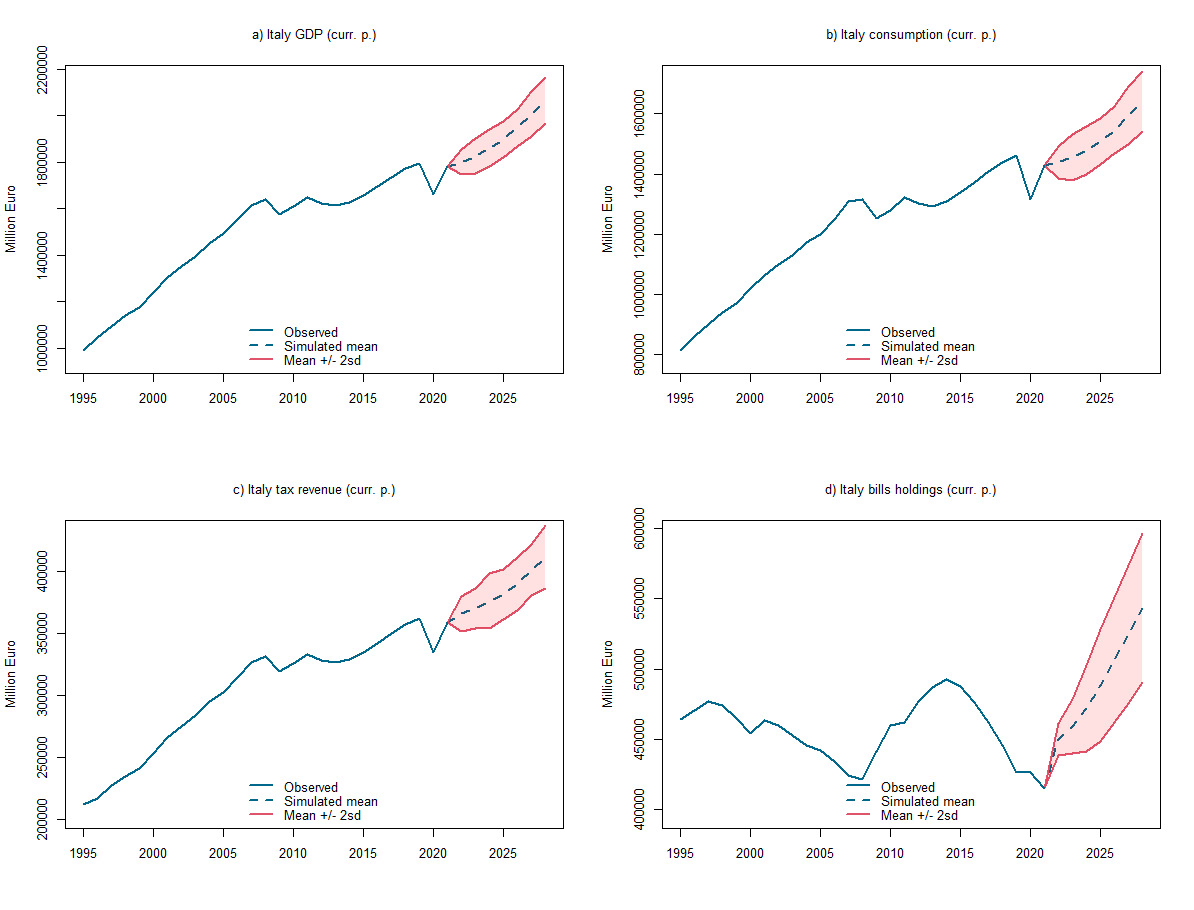 a) Italy GDP (curr. p.)
Million Euro
2200000
1800000
1400000
1000000
Observed
Simulated mean
Mean +/- 2sd
1995 2000 2005 2010 2015 2020 2025
b) Italy consumption (curr. p.)
Million Euro
1600000
1400000
1200000
1000000
800000
Observed
Simulated mean
Mean +/- 2sd
1995 2000 2005 2010 2015 2020 2025
c) Italy tax revenue (curr. p.)
Million Euro
400000
350000
300000
250000
200000
Observed
Simulated mean
Mean +/- 2sd
1995 2000 2005 2010 2015 2020 2025
d) Italy bills holdings (curr. p.)
Million Euro
600000
550000
500000
450000
400000
Observed
Simulated mean
Mean +/- 2sd
1995 2000 2005 2010 2015 2020 2025